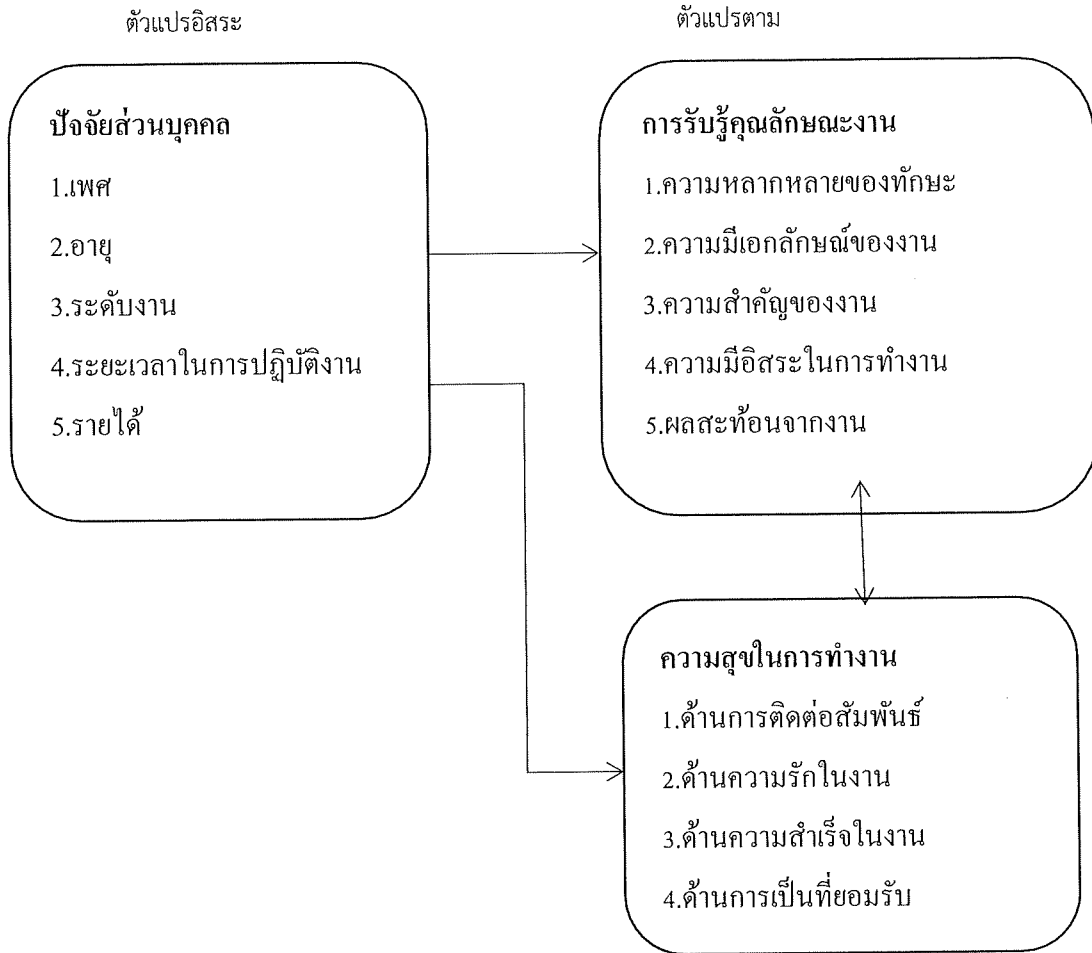 ตัวแปรอิสระ
ตัวแปรตาม
ปัจจัยส่วนบุคคล
1.เพศ
2.อายุ
3.ระดับงาน
4.ระยะเวลาในการปฏิบัติงาน
5.รายได้
การรับรู้คุณลักษณะงาน
1.ความหลากหลายของทักษะ
2.ความมีเอกลักษณ์ของงาน
3.ความสำคัญของงาน
4.ความมีอิสระในการทำงาน
5.ผลสะท้อนจากงาน
ความสุขในการทำงาน
1.ด้านการติดต่อสัมพันธ์
2.ด้านความรักในงาน
3.ด้านความสำเร็จในงาน
4.ด้านการเป็นที่ยอมรับ